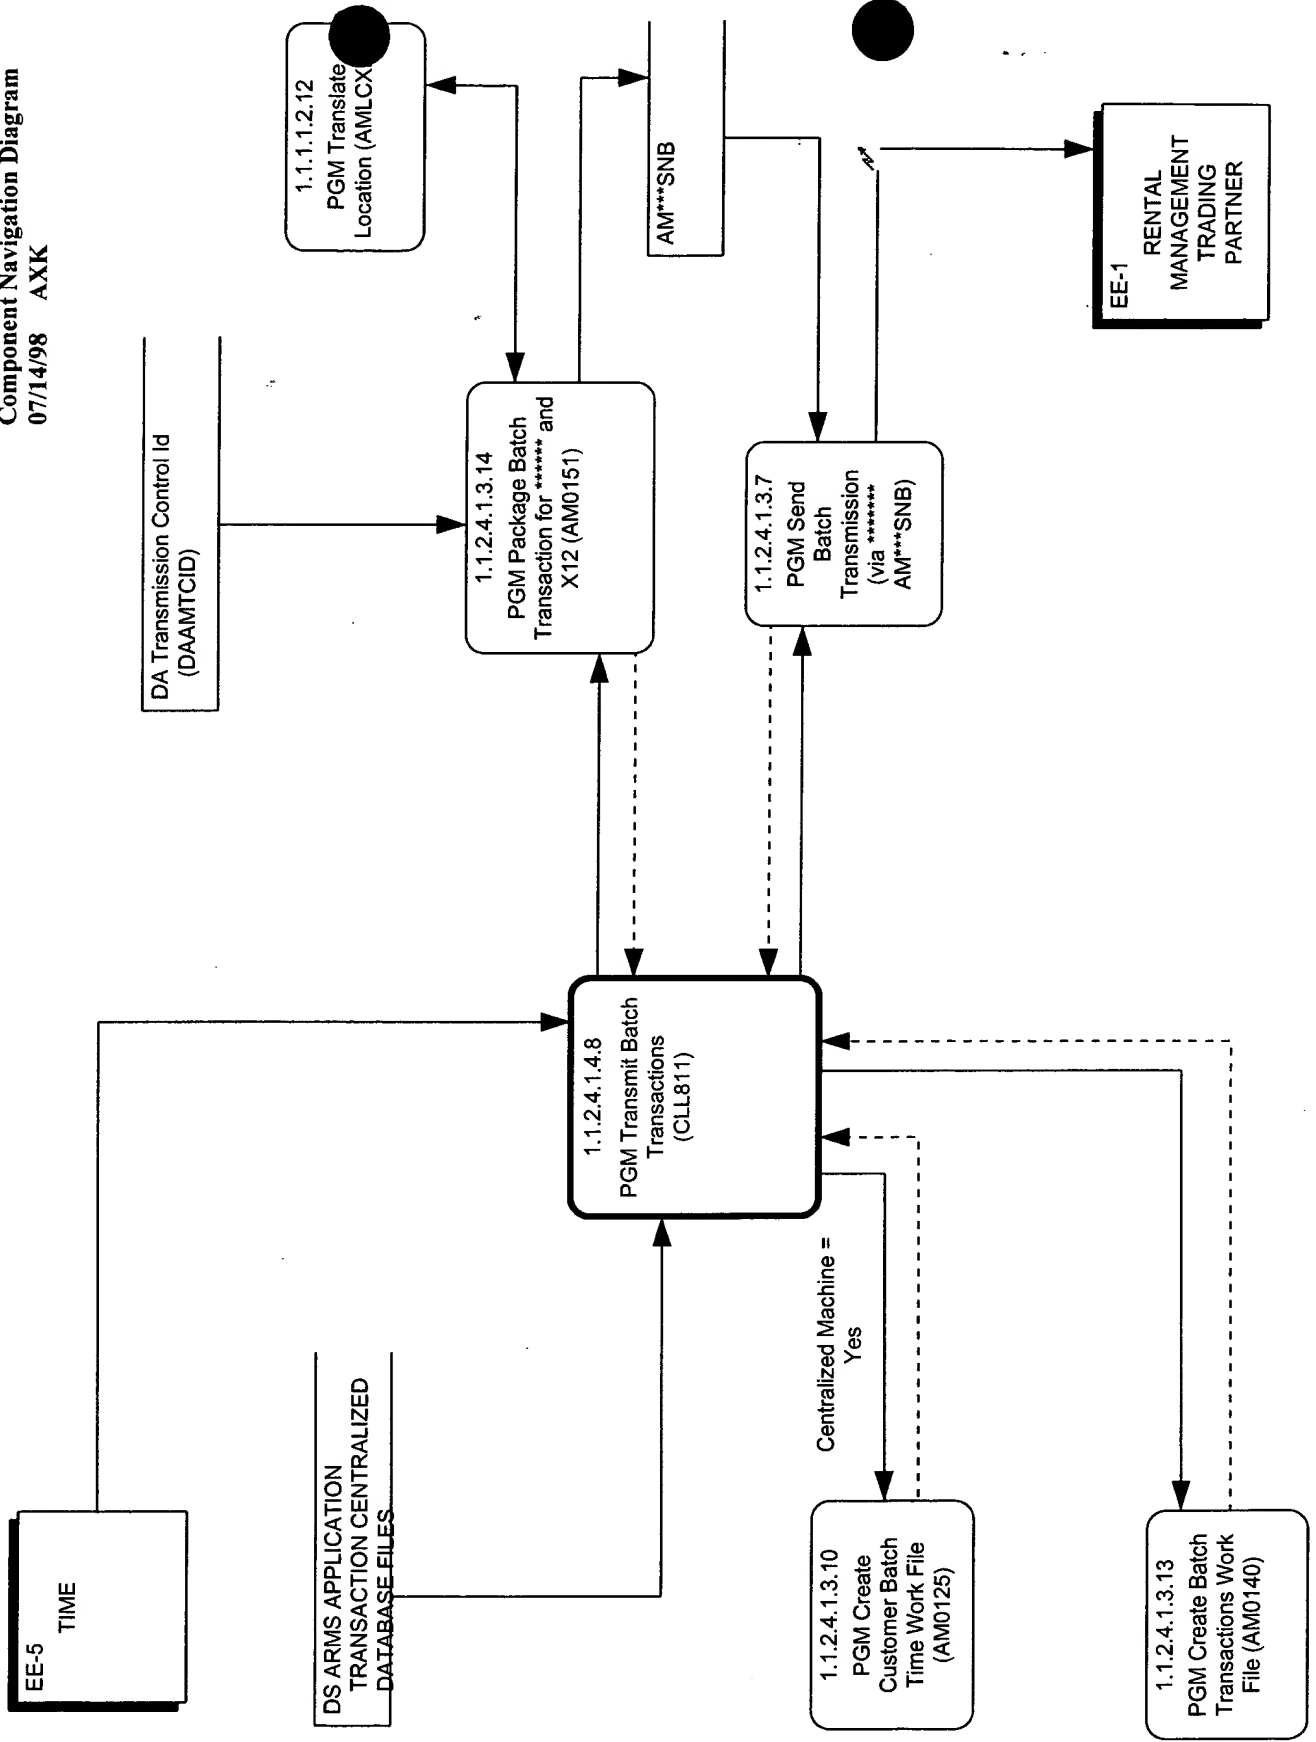 Component Navigation Diagram
07/14/98 AXK
EE-5
TIME
DS ARMS APPLICATION
TRANSACTION CENTRALIZED
DATABASE FILES
DA Transmission Control Id
(DAAMTCID)
1.1.1.1.2.12
PGM Translate
Location (AMLCX
1.1.2.4.1.3.14
PGM Package Batch
Transaction for ****** and
X12 (AM0151)
AM***SNB
1.1.2.4.1.4.8
PGM Transmit Batch
Transactions
(CLL811)
1.1.2.4.1.3.7
PGM Send
Batch
Transmission
(via *******
AM***SNB)
Centralized Machine =
Yes
1.1.2.4.1.3.10
PGM Create
Customer Batch
Time Work File
(AM0125)
1.1.2.4.1.3.13
PGM Create Batch
Transactions Work
File (AM0140)
EE-1
RENTAL
MANAGEMENT
TRADING
PARTNER